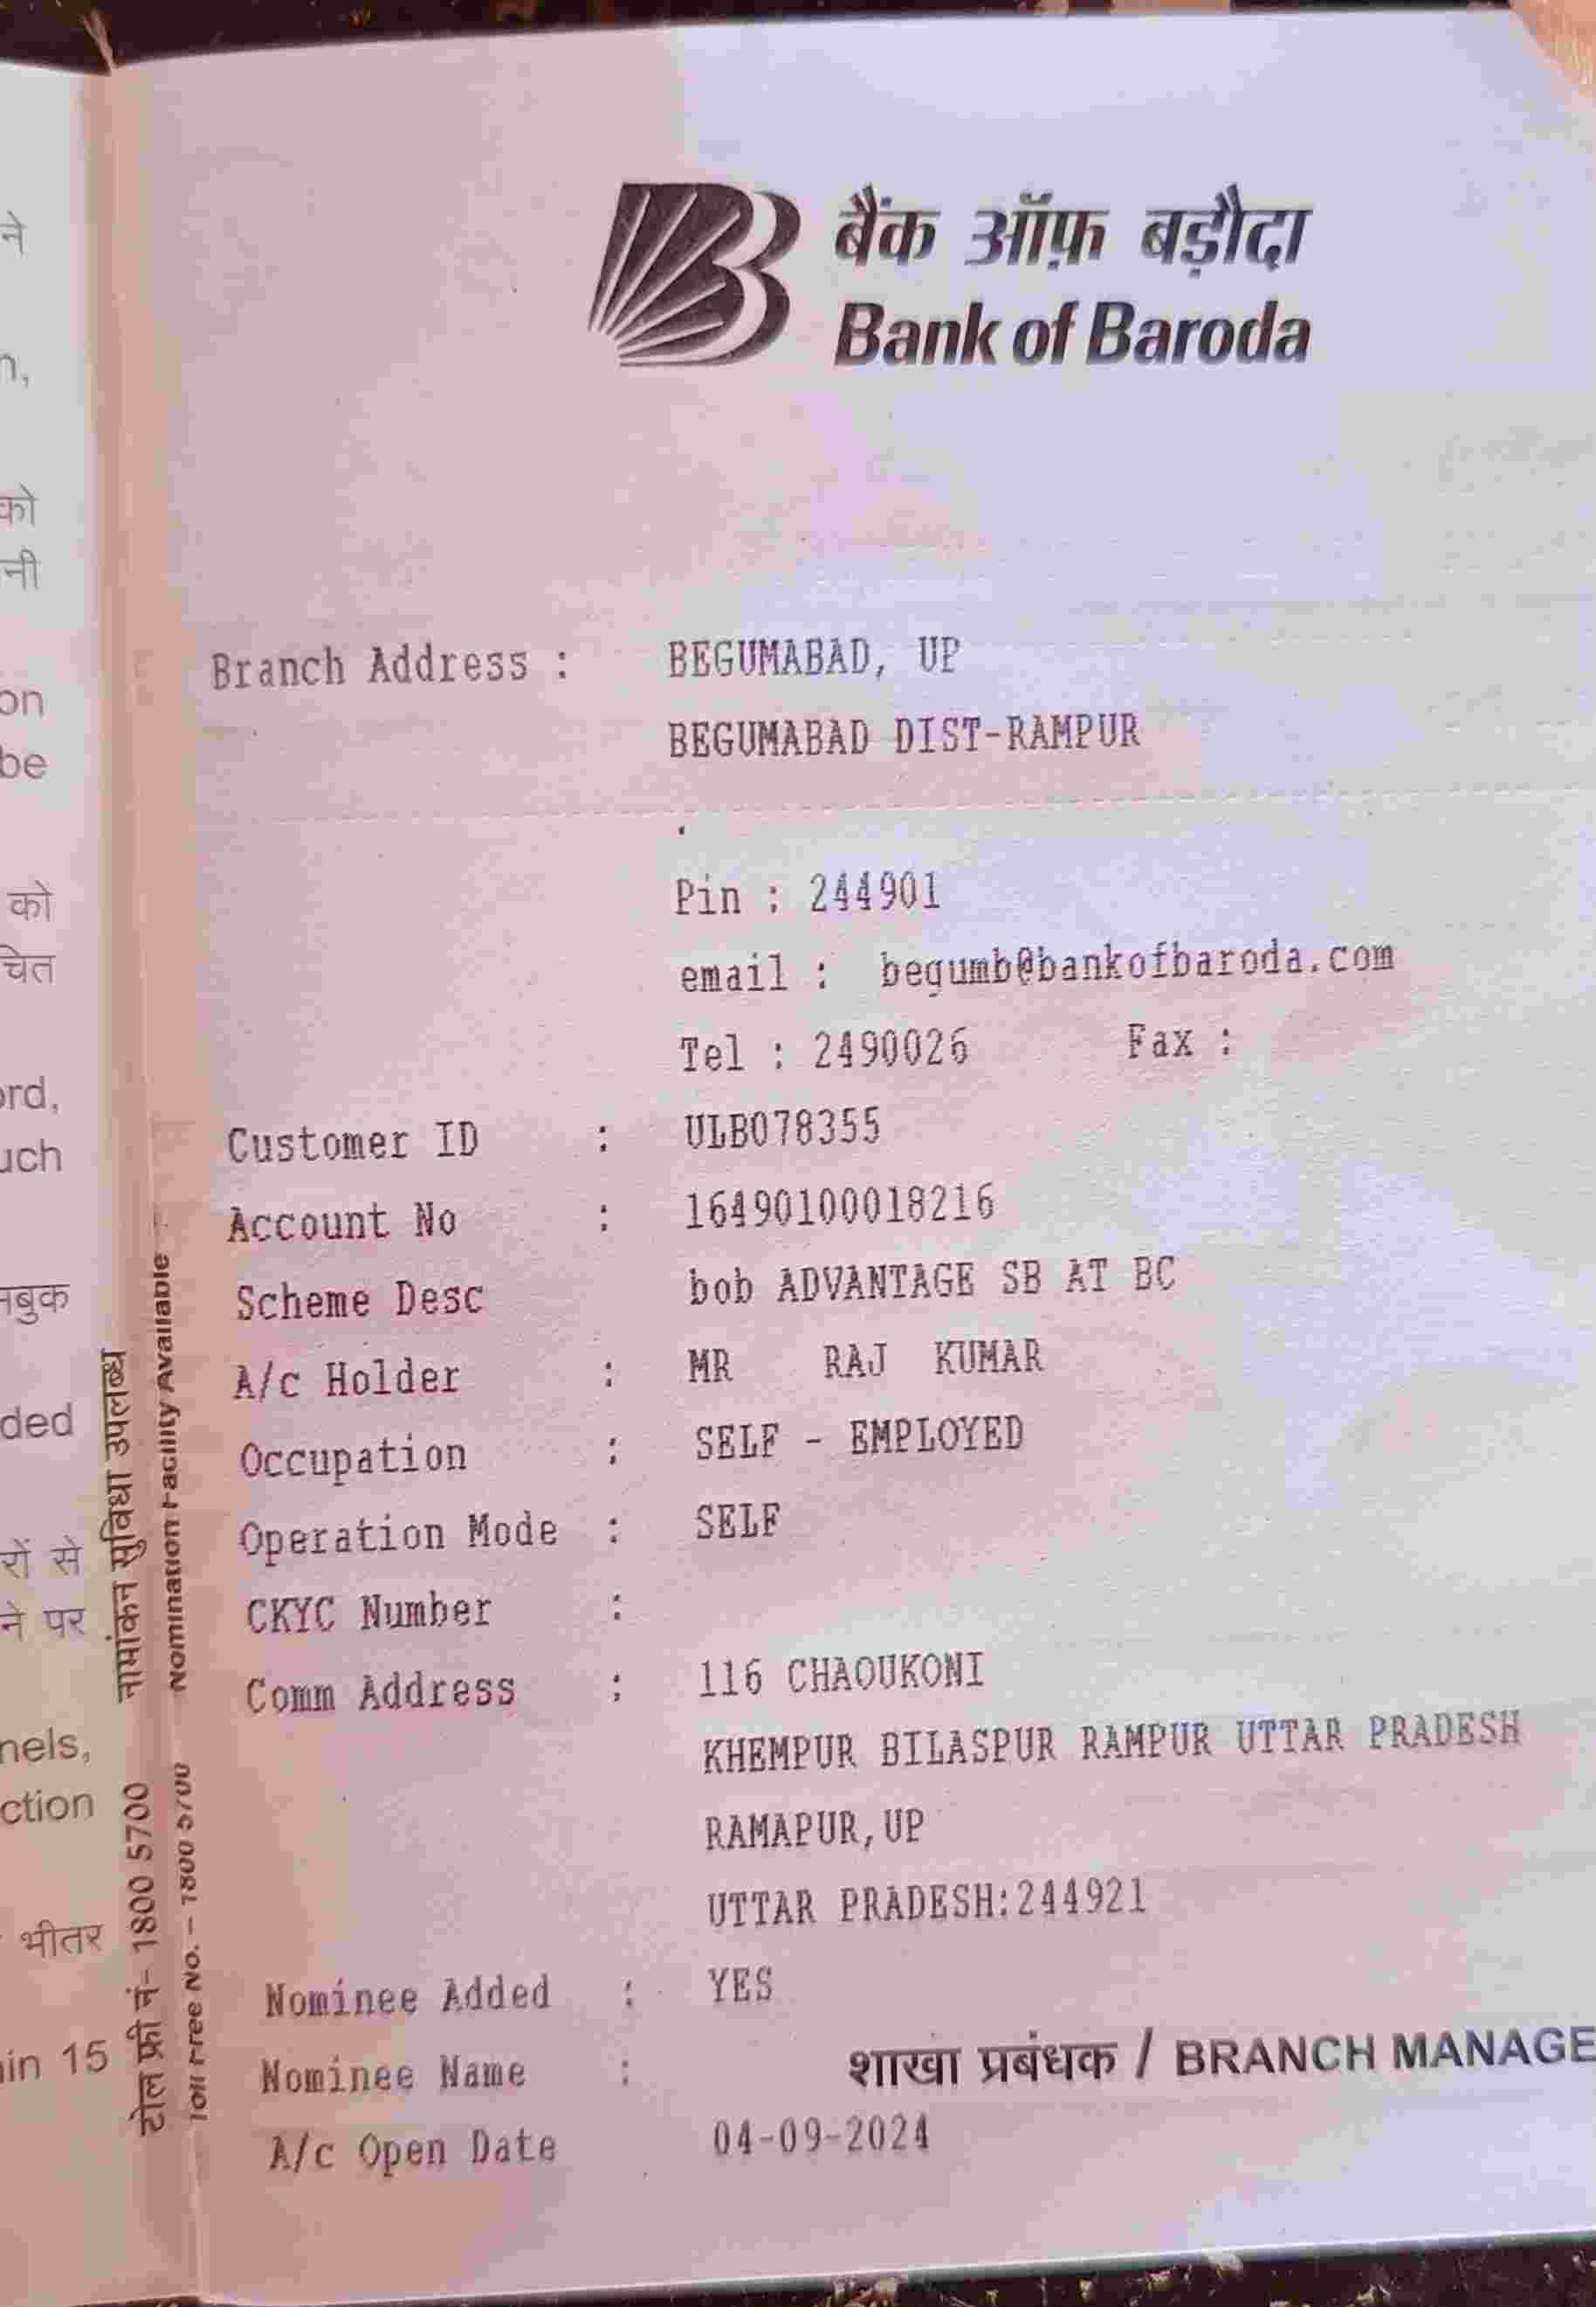 बैंक ऑफ़ बड़ौदा
Bank of Baroda
Branch Address : BEGUMABAD, UP
BEGUMABAD DIST-RAMPUR
.
Pin : 244901
email : begumb@bankofbaroda.com
Tel : 2490026 Fax :
Customer ID : ULB078355
Account No : 16490100018216
Scheme Desc bob ADVANTAGE SB AT BC
A/c Holder : MR RAJ KUMAR
Occupation : SELF - EMPLOYED
Operation Mode : SELF
CKYC Number :
Comm Address : 116 CHAOUKONI
KHEMPUR BILASPUR RAMPUR UTTAR PRADESH
RAMAPUR,UP
UTTAR PRADESH:244921
Nominee Added : YES
Nominee Name :
शाखा प्रबंधक / BRANCH MANAGE
A/c Open Date 04-09-2024
टोल फ्री नं– 1800 5700 नामांकन सुविधा उपलब्ध
Toll Free No. – 1800 5700 Nomination Facility Available
ने
को
नी
on
be
को
चित
ord,
uch
ded
रों से
ने पर
nels,
ction
भीतर
in 15